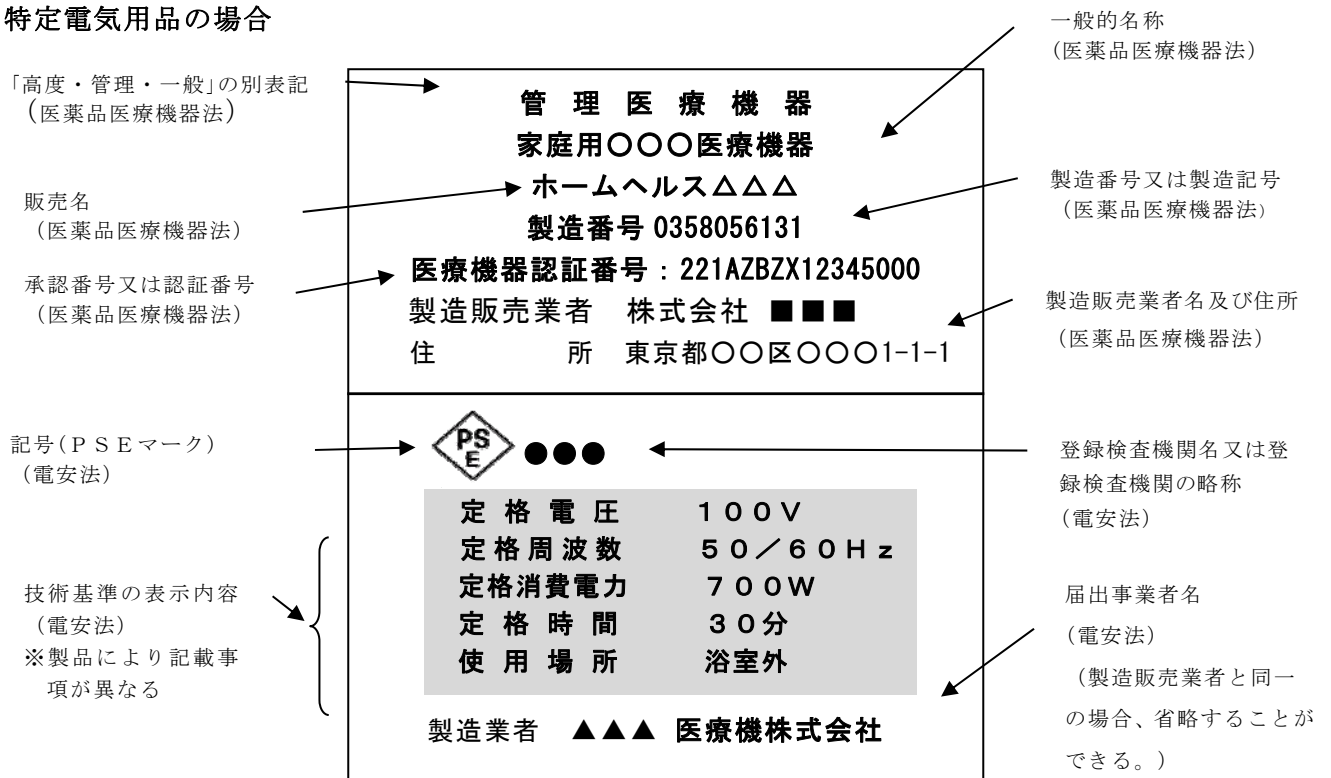 特定電気用品の場合
「高度・管理・一般」の別表記
(医薬品医療機器法)
販売名
(医薬品医療機器法)
承認番号又は認証番号
(医薬品医療機器法)
記号(PSEマーク)
(電安法)
技術基準の表示内容
(電安法)
※製品により記載事
項が異なる
管理医療機器
家庭用○○○医療機器
ホームヘルス△△△
製造番号 0358056131
医療機器認証番号:221AZBZX12345000
製造販売業者 株式会社 ■■■
住 所 東京都○○区○○○1-1-1
PS
E
●●●
定格電圧 100V
定格周波数 50/60Hz
定格消費電力 700W
定格時間 30分
使用場所 浴室外
製造業者 ▲▲▲ 医療機株式会社
一般的名称
(医薬品医療機器法)
製造番号又は製造記号
(医薬品医療機器法)
製造販売業者名及び住所
(医薬品医療機器法)
登録検査機関名又は登
録検査機関の略称
(電安法)
届出事業者名
(電安法)
(製造販売業者と同一
の場合、省略することが
できる。)